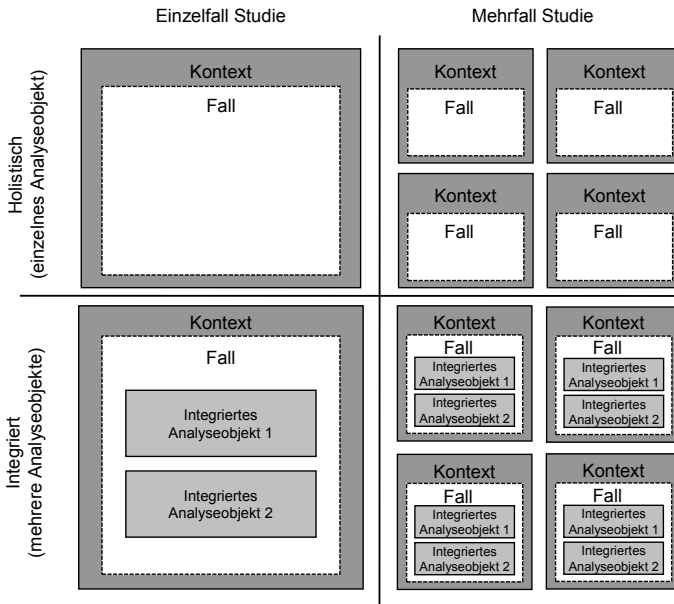 Einzelfall Studie
Mehrfall Studie
Holistisch
(einzelnes Analyseobjekt)
Kontext
Fall
Kontext
Fall
Kontext
Fall
Kontext
Fall
Kontext
Fall
Integriert
(mehrere Analyseobjekte)
Kontext
Fall
Integriertes
Analyseobjekt 1
Integriertes
Analyseobjekt 2
Kontext
Fall
Integriertes
Analyseobjekt 1
Integriertes
Analyseobjekt 2
Kontext
Fall
Integriertes
Analyseobjekt 1
Integriertes
Analyseobjekt 2
Kontext
Fall
Integriertes
Analyseobjekt 1
Integriertes
Analyseobjekt 2
Kontext
Fall
Integriertes
Analyseobjekt 1
Integriertes
Analyseobjekt 2